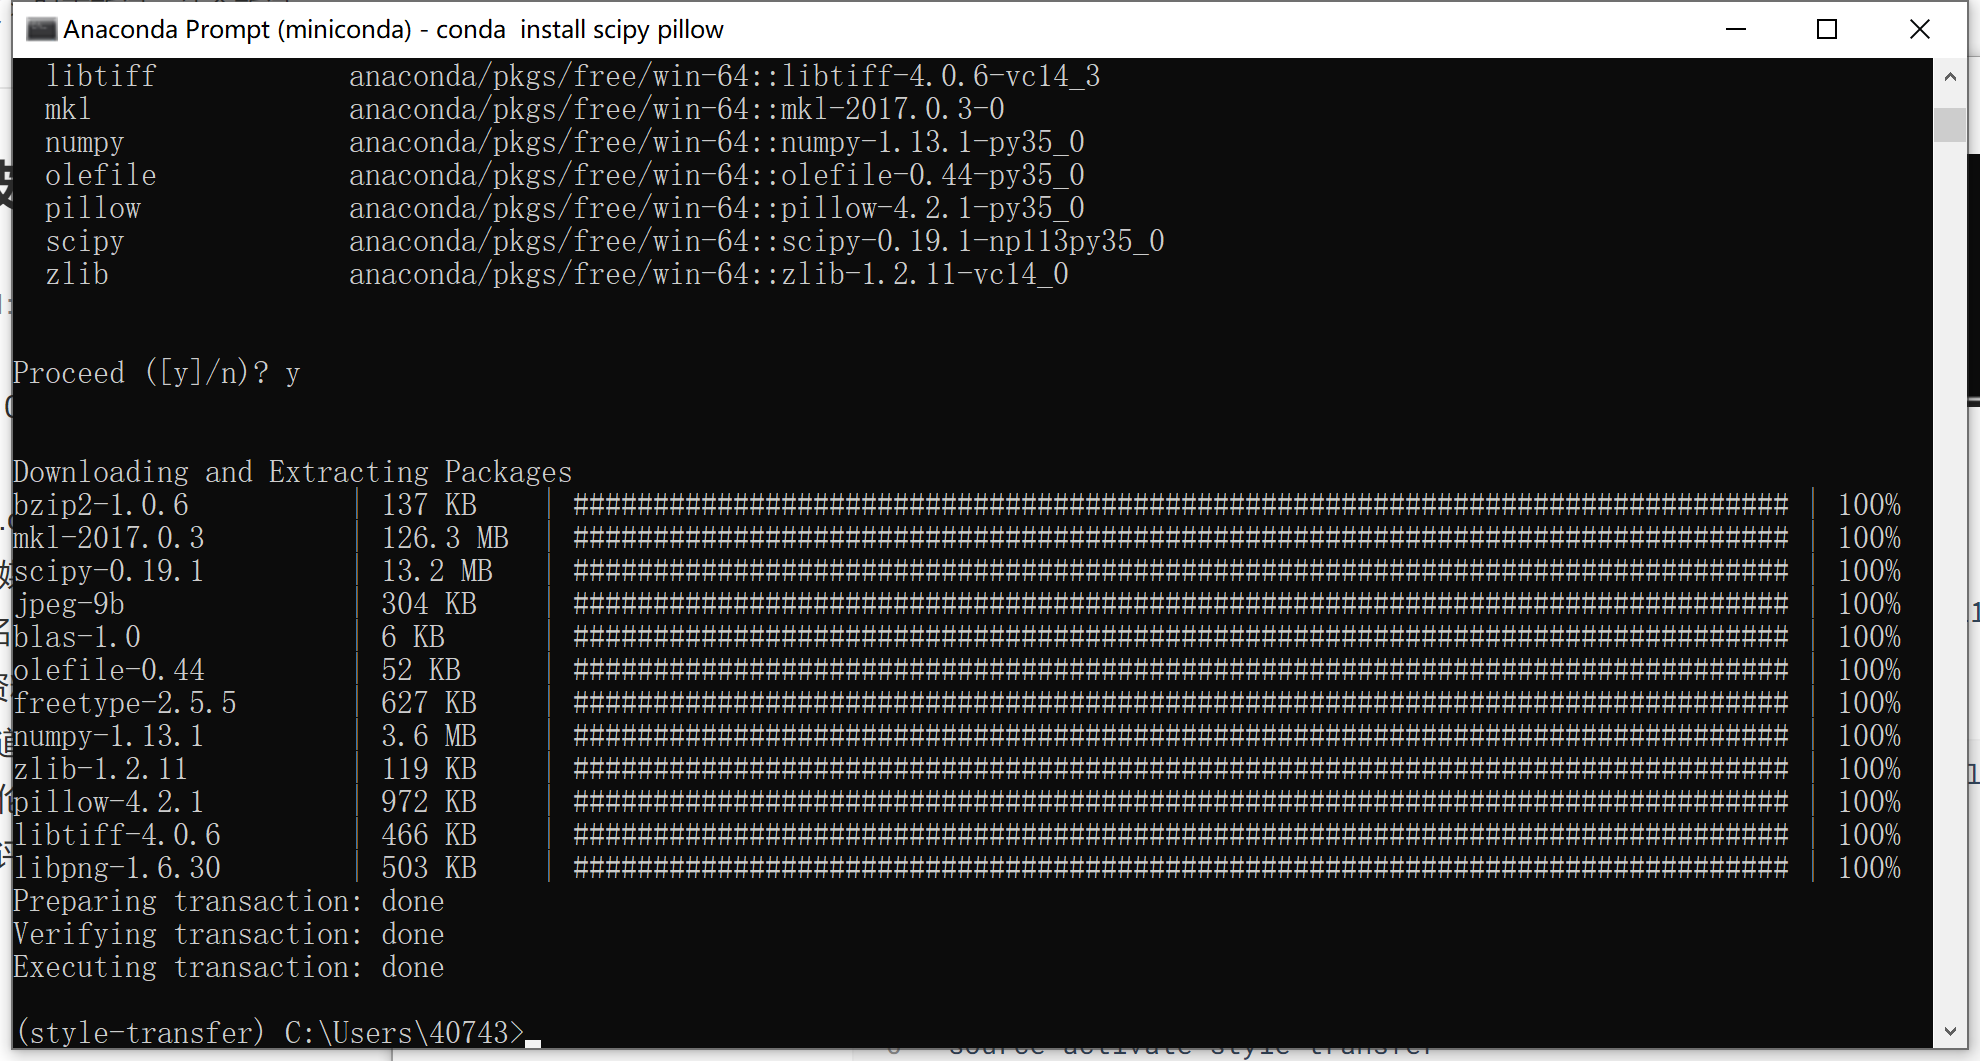 Anaconda Prompt (miniconda) - conda  install scipy pillow
libtiff anaconda/pkgs/free/win-64::libtiff-4.0.6-vc14_3
mkl anaconda/pkgs/free/win-64::mkl-2017.0.3-0
numpy anaconda/pkgs/free/win-64::numpy-1.13.1-py35_0
olefile anaconda/pkgs/free/win-64::olefile-0.44-py35_0
pillow anaconda/pkgs/free/win-64::pillow-4.2.1-py35_0
scipy anaconda/pkgs/free/win-64::scipy-0.19.1-np113py35_0
zlib anaconda/pkgs/free/win-64::zlib-1.2.11-vc14_0
Proceed ([y]/n)? y
Downloading and Extracting Packages
bzip2-1.0.6 | 137 KB | ############################################################################ | 100%
mkl-2017.0.3 | 126.3 MB | ############################################################################ | 100%
scipy-0.19.1 | 13.2 MB | ############################################################################ | 100%
jpeg-9b | 304 KB | ############################################################################ | 100%
blas-1.0 | 6 KB | ############################################################################ | 100%
olefile-0.44 | 52 KB | ############################################################################ | 100%
freetype-2.5.5 | 627 KB | ############################################################################ | 100%
numpy-1.13.1 | 3.6 MB | ############################################################################ | 100%
zlib-1.2.11 | 119 KB | ############################################################################ | 100%
pillow-4.2.1 | 972 KB | ############################################################################ | 100%
libtiff-4.0.6 | 466 KB | ############################################################################ | 100%
libpng-1.6.30 | 503 KB | ############################################################################ | 100%
Preparing transaction: done
Verifying transaction: done
Executing transaction: done
(style-transfer) C:\Users\40743>